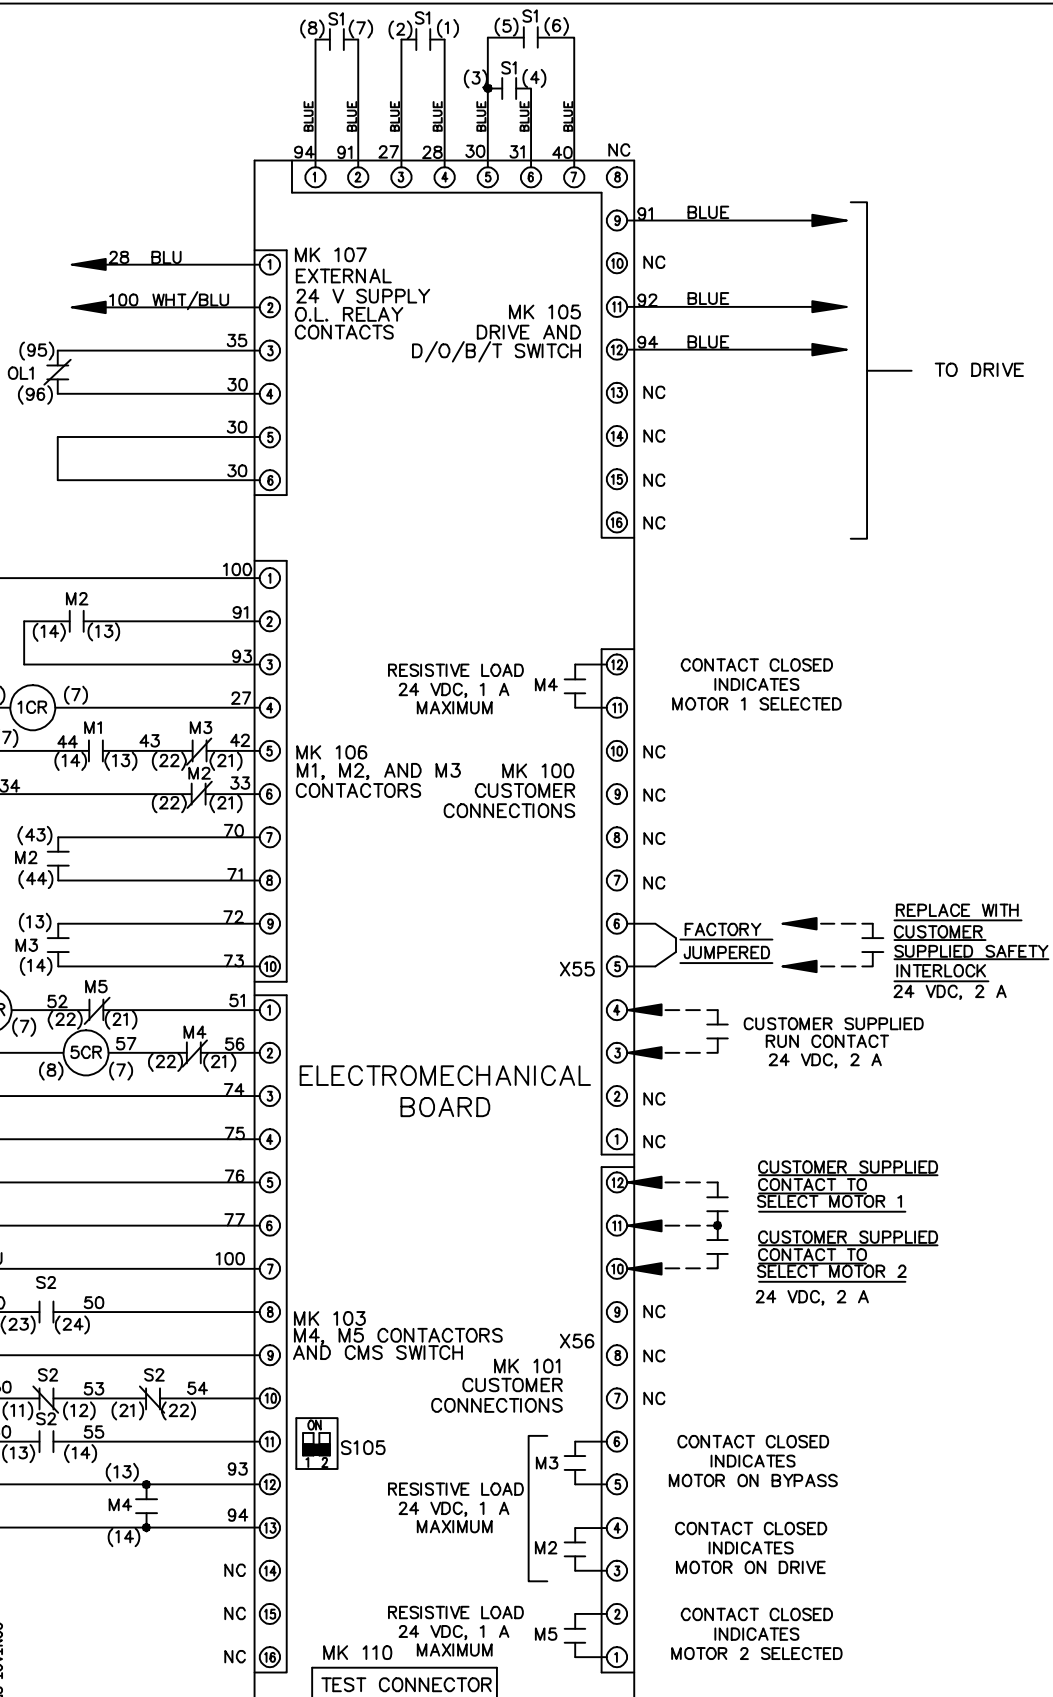 (8) S1 (7) (2) S1 (1) (5) S1 (6)
(3) S1 (4)
BLUE BLUE BLUE BLUE BLUE BLUE BLUE
94 91 27 28 30 31 40 NC
1 2 3 4 5 6 7 8
9 91 BLUE
10 NC
11 92 BLUE
12 94 BLUE
13 NC
14 NC
15 NC
16 NC
TO DRIVE
MK 105
DRIVE AND
D/O/B/T SWITCH
28 BLU 1
100 WHT/BLU 2
(95) 35 3
OL1
(96) 30 4
30 5
30 6
MK 107
EXTERNAL
24 V SUPPLY
O.L. RELAY
CONTACTS
100 1
M2 91 2
(14) (13)
93 3
1CR (7) 27 4
7)
44 M1 43 M3 42 5
(14) (13) (22) (21)
34 M2 33 6
(22) (21)
(43) 70 7
M2
(44) 71 8
(13) 72 9
M3
(14) 73 10
MK 106
M1, M2, AND M3
CONTACTORS
RESISTIVE LOAD
24 VDC, 1 A
MAXIMUM
M4
12
11
CONTACT CLOSED
INDICATES
MOTOR 1 SELECTED
MK 100
CUSTOMER
CONNECTIONS
10 NC
9 NC
8 NC
7 NC
6
5
X55
FACTORY
JUMPERED
REPLACE WITH
CUSTOMER
SUPPLIED SAFETY
INTERLOCK
24 VDC, 2 A
4
3
CUSTOMER SUPPLIED
RUN CONTACT
24 VDC, 2 A
2 NC
1 NC
ELECTROMECHANICAL
BOARD
R (7) 52 M5 51 1
(22) (21)
5CR 57 M4 56 2
(8) (7) (22) (21)
74 3
75 4
76 5
77 6
U 100 7
0 S2 50 8
(23) (24)
9
50 S2 53 S2 54 10
(11) (12) (21) (22)
50 S2 55 11
(13) (14)
(13) 93 12
M4
(14) 94 13
NC 14
NC 15
NC 16
MK 103
M4, M5 CONTACTORS
AND CMS SWITCH
ON
1 2
S105
12
11
10
CUSTOMER SUPPLIED
CONTACT TO
SELECT MOTOR 1
CUSTOMER SUPPLIED
CONTACT TO
SELECT MOTOR 2
24 VDC, 2 A
X56
MK 101
CUSTOMER
CONNECTIONS
9 NC
8 NC
7 NC
RESISTIVE LOAD
24 VDC, 1 A
MAXIMUM
M3
6
5
CONTACT CLOSED
INDICATES
MOTOR ON BYPASS
M2
4
3
CONTACT CLOSED
INDICATES
MOTOR ON DRIVE
RESISTIVE LOAD
24 VDC, 1 A
MAXIMUM
M5
2
1
CONTACT CLOSED
INDICATES
MOTOR 2 SELECTED
MK 110
TEST CONNECTOR